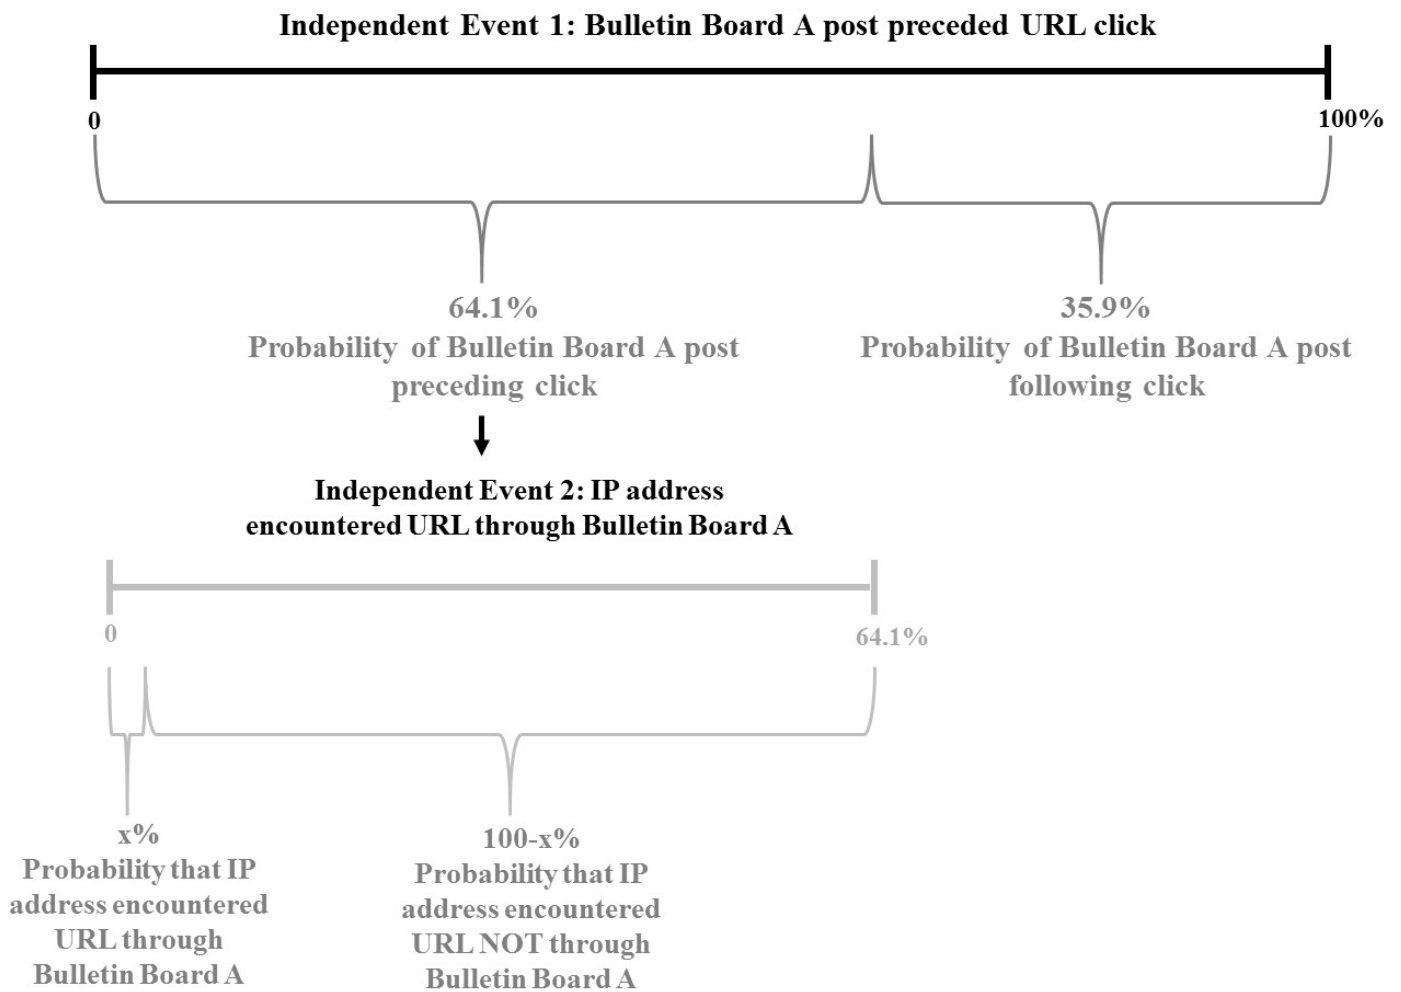 Independent Event 1: Bulletin Board A post preceded URL click
0
100%
64.1%
Probability of Bulletin Board A post
preceding click
35.9%
Probability of Bulletin Board A post
following click
Independent Event 2: IP address
encountered URL through Bulletin Board A
0
64.1%
x%
Probability that IP
address encountered
URL through
Bulletin Board A
100-x%
Probability that IP
address encountered
URL NOT through
Bulletin Board A